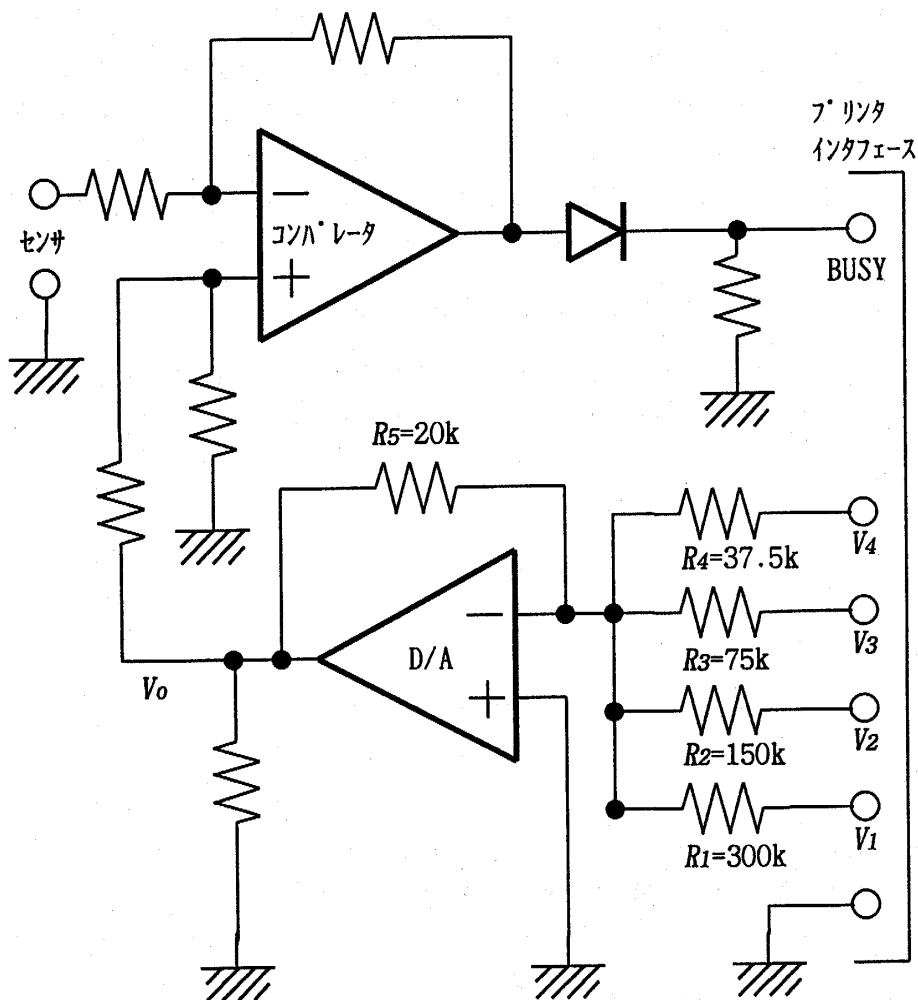 プリンタ
インタフェース
センサ
コンパレータ
−
+
BUSY
R5=20k
V4
R4=37.5k
−
D/A
+
V3
R3=75k
Vo
V2
R2=150k
V1
R1=300k